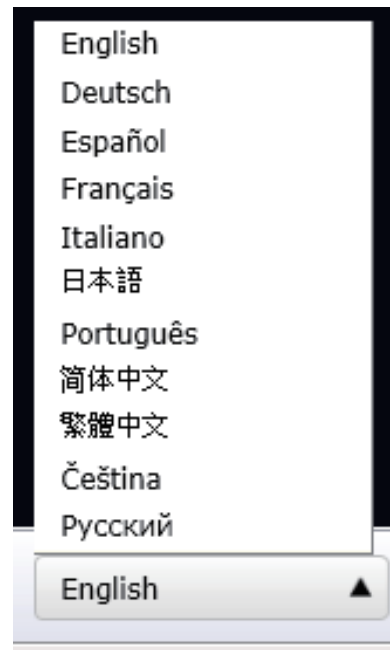 English
Deutsch
Español
Français
Italiano
日本語
Português
简体中文
繁體中文
Čeština
Русский
English